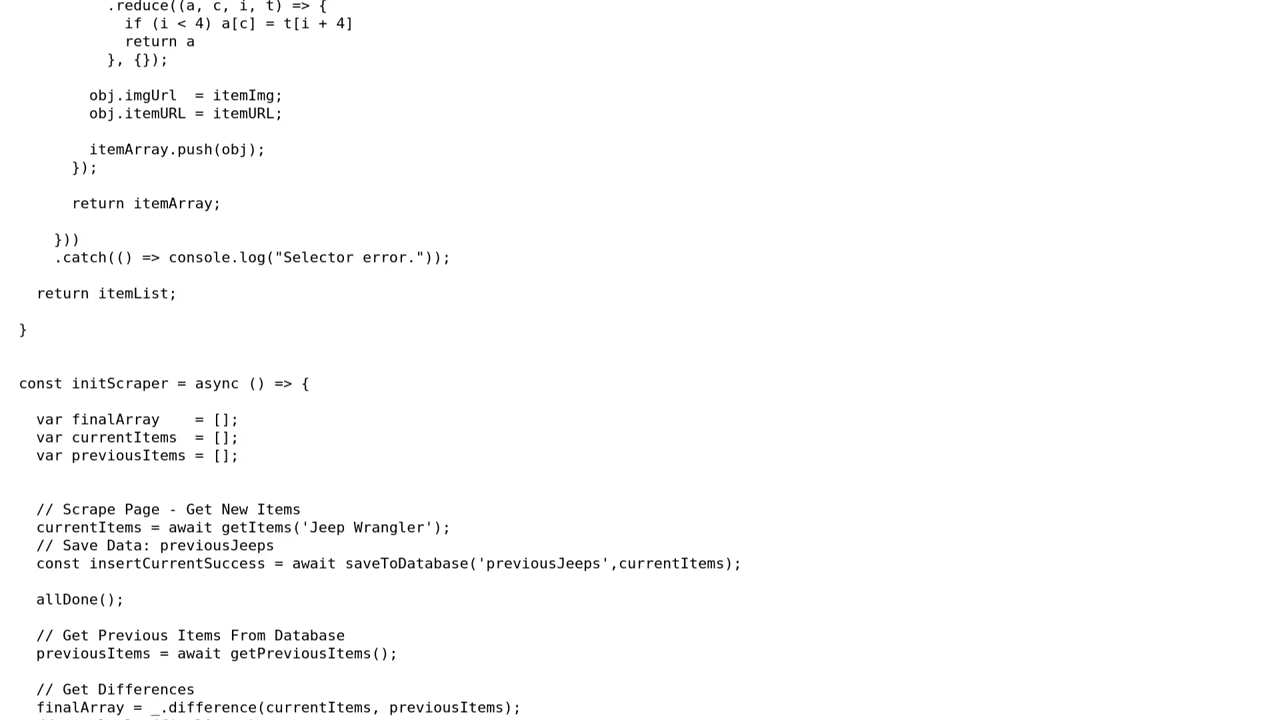 .reduce((a, c, i, t) => {
if (i < 4) a[c] = t[i + 4]
return a
}, {});
obj.imgUrl  = itemImg;
obj.itemURL = itemURL;
itemArray.push(obj);
});
return itemArray;
}))
.catch(() => console.log("Selector error."));
return itemList;
}
const initScraper = async () => {
var finalArray    = [];
var currentItems  = [];
var previousItems = [];
// Scrape Page - Get New Items
currentItems = await getItems('Jeep Wrangler');
// Save Data: previousJeeps
const insertCurrentSuccess = await saveToDatabase('previousJeeps',currentItems);
allDone();
// Get Previous Items From Database
previousItems = await getPreviousItems();
// Get Differences
finalArray = _.difference(currentItems, previousItems);